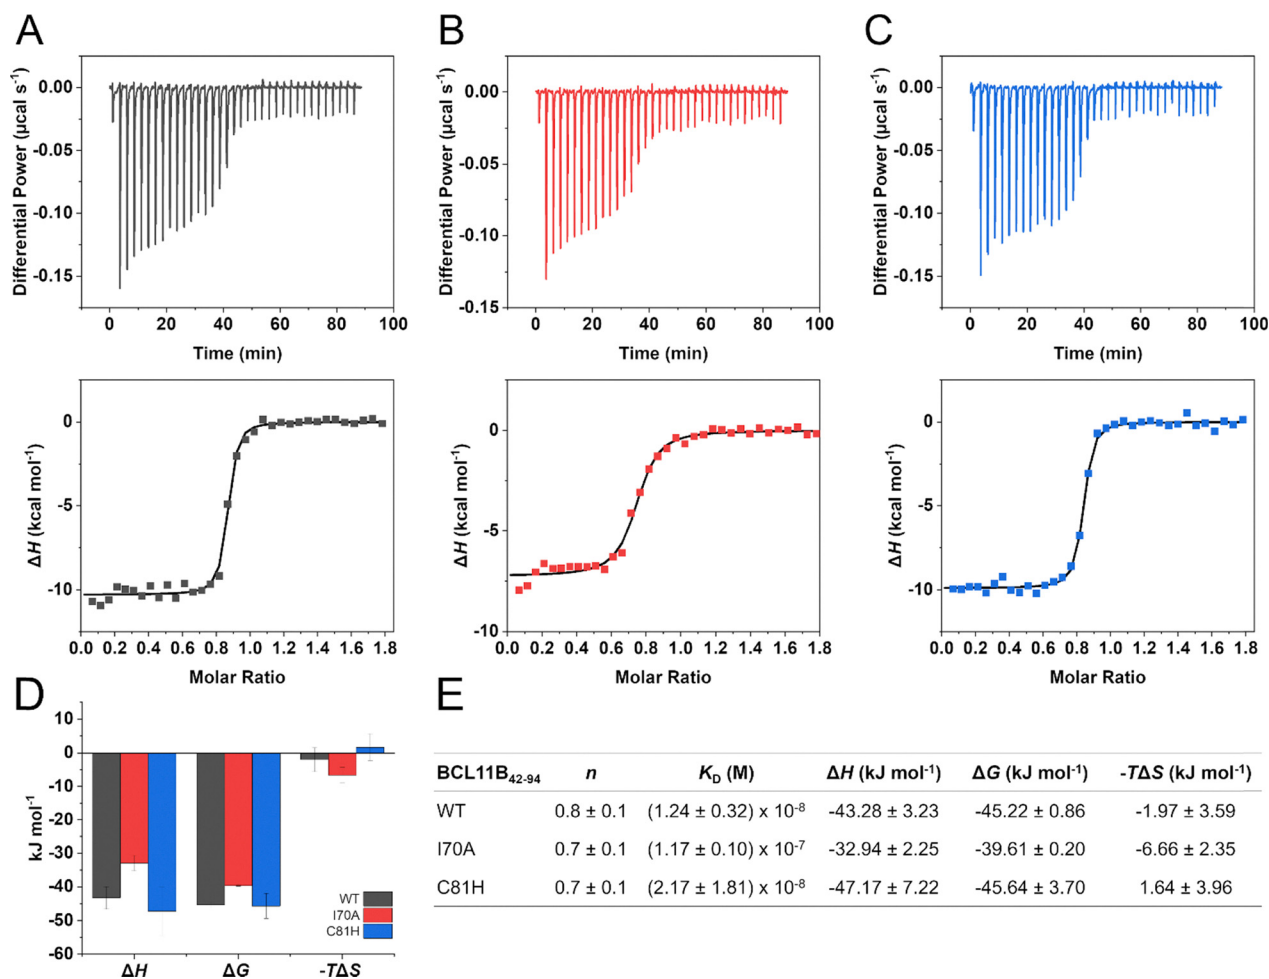 A
Differential Power (µcal s⁻¹)
0.00
-0.05
-0.10
-0.15
0 20 40 60 80 100
Time (min)
ΔH (kcal mol⁻¹)
0
-5
-10
0.0 0.2 0.4 0.6 0.8 1.0 1.2 1.4 1.6 1.8
Molar Ratio
B
Differential Power (µcal s⁻¹)
0.00
-0.05
-0.10
-0.15
0 20 40 60 80 100
Time (min)
ΔH (kcal mol⁻¹)
0
-5
-10
0.0 0.2 0.4 0.6 0.8 1.0 1.2 1.4 1.6 1.8
Molar Ratio
C
Differential Power (µcal s⁻¹)
0.00
-0.05
-0.10
-0.15
0 20 40 60 80 100
Time (min)
ΔH (kcal mol⁻¹)
0
-5
-10
0.0 0.2 0.4 0.6 0.8 1.0 1.2 1.4 1.6 1.8
Molar Ratio
D
kJ mol⁻¹
10
0
-10
-20
-30
-40
-50
-60
WT
I70A
C81H
ΔH ΔG -TΔS
E
BCL11B₄₂₋₉₄ n K_D (M) ΔH (kJ mol⁻¹) ΔG (kJ mol⁻¹) -TΔS (kJ mol⁻¹)
WT 0.8 ± 0.1 (1.24 ± 0.32) x 10⁻⁸ -43.28 ± 3.23 -45.22 ± 0.86 -1.97 ± 3.59
I70A 0.7 ± 0.1 (1.17 ± 0.10) x 10⁻⁷ -32.94 ± 2.25 -39.61 ± 0.20 -6.66 ± 2.35
C81H 0.7 ± 0.1 (2.17 ± 1.81) x 10⁻⁸ -47.17 ± 7.22 -45.64 ± 3.70 1.64 ± 3.96